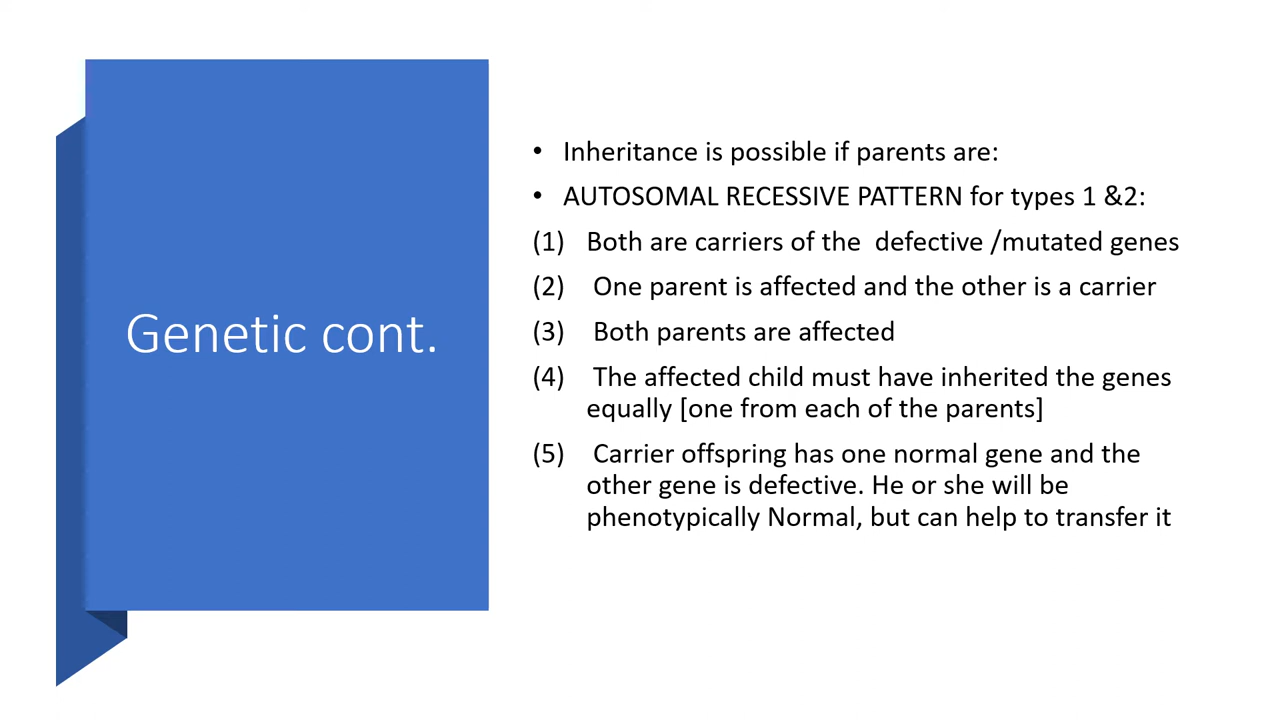 Genetic cont.
• Inheritance is possible if parents are:
• AUTOSOMAL RECESSIVE PATTERN for types 1 &2:
(1) Both are carriers of the defective /mutated genes
(2) One parent is affected and the other is a carrier
(3) Both parents are affected
(4) The affected child must have inherited the genes
equally [one from each of the parents]
(5) Carrier offspring has one normal gene and the
other gene is defective. He or she will be
phenotypically Normal, but can help to transfer it